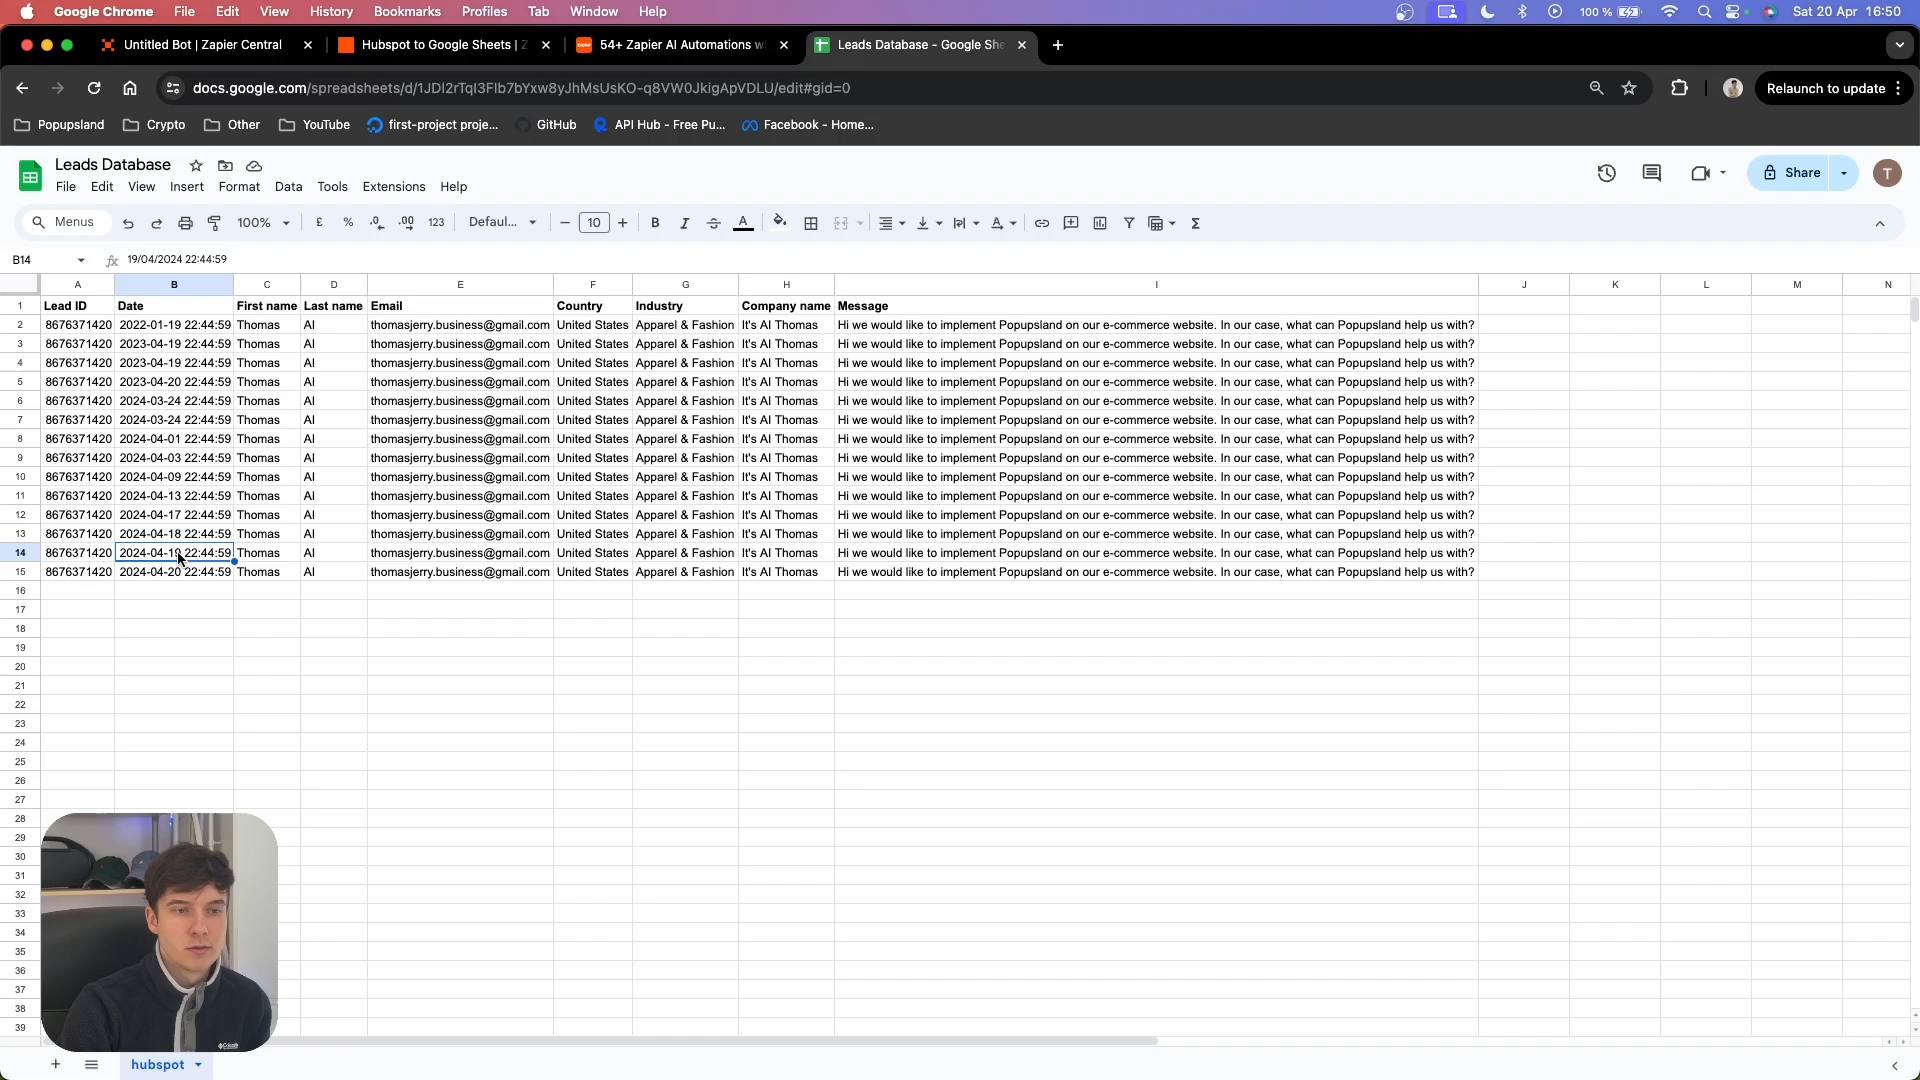 Google Chrome File Edit View History Bookmarks Profiles Tab Window Help 100 % Sat 20 Apr 16:50
Untitled Bot | Zapier Central Hubspot to Google Sheets | Z 54+ Zapier AI Automations wi Leads Database - Google She
docs.google.com/spreadsheets/d/1JDI2rTqI3FIb7bYxw8yJhMsUsKO-q8VW0JkigApVDLU/edit#gid=0 Relaunch to update
Popupsland Crypto Other YouTube first-project proje... GitHub API Hub - Free Pu... Facebook - Home...
Leads Database
File Edit View Insert Format Data Tools Extensions Help
Share T
Menus 100% £ % .0 .00 123 Defaul... 10 B I A
B14 fx 19/04/2024 22:44:59
A B C D E F G H I J K L M N
1 Lead ID Date First name Last name Email Country Industry Company name Message
2 8676371420 2022-01-19 22:44:59 Thomas AI thomasjerry.business@gmail.com United States Apparel & Fashion It's AI Thomas Hi we would like to implement Popupsland on our e-commerce website. In our case, what can Popupsland help us with?
3 8676371420 2023-04-19 22:44:59 Thomas AI thomasjerry.business@gmail.com United States Apparel & Fashion It's AI Thomas Hi we would like to implement Popupsland on our e-commerce website. In our case, what can Popupsland help us with?
4 8676371420 2023-04-19 22:44:59 Thomas AI thomasjerry.business@gmail.com United States Apparel & Fashion It's AI Thomas Hi we would like to implement Popupsland on our e-commerce website. In our case, what can Popupsland help us with?
5 8676371420 2023-04-20 22:44:59 Thomas AI thomasjerry.business@gmail.com United States Apparel & Fashion It's AI Thomas Hi we would like to implement Popupsland on our e-commerce website. In our case, what can Popupsland help us with?
6 8676371420 2024-03-24 22:44:59 Thomas AI thomasjerry.business@gmail.com United States Apparel & Fashion It's AI Thomas Hi we would like to implement Popupsland on our e-commerce website. In our case, what can Popupsland help us with?
7 8676371420 2024-03-24 22:44:59 Thomas AI thomasjerry.business@gmail.com United States Apparel & Fashion It's AI Thomas Hi we would like to implement Popupsland on our e-commerce website. In our case, what can Popupsland help us with?
8 8676371420 2024-04-01 22:44:59 Thomas AI thomasjerry.business@gmail.com United States Apparel & Fashion It's AI Thomas Hi we would like to implement Popupsland on our e-commerce website. In our case, what can Popupsland help us with?
9 8676371420 2024-04-03 22:44:59 Thomas AI thomasjerry.business@gmail.com United States Apparel & Fashion It's AI Thomas Hi we would like to implement Popupsland on our e-commerce website. In our case, what can Popupsland help us with?
10 8676371420 2024-04-09 22:44:59 Thomas AI thomasjerry.business@gmail.com United States Apparel & Fashion It's AI Thomas Hi we would like to implement Popupsland on our e-commerce website. In our case, what can Popupsland help us with?
11 8676371420 2024-04-13 22:44:59 Thomas AI thomasjerry.business@gmail.com United States Apparel & Fashion It's AI Thomas Hi we would like to implement Popupsland on our e-commerce website. In our case, what can Popupsland help us with?
12 8676371420 2024-04-17 22:44:59 Thomas AI thomasjerry.business@gmail.com United States Apparel & Fashion It's AI Thomas Hi we would like to implement Popupsland on our e-commerce website. In our case, what can Popupsland help us with?
13 8676371420 2024-04-18 22:44:59 Thomas AI thomasjerry.business@gmail.com United States Apparel & Fashion It's AI Thomas Hi we would like to implement Popupsland on our e-commerce website. In our case, what can Popupsland help us with?
14 8676371420 2024-04-19 22:44:59 Thomas AI thomasjerry.business@gmail.com United States Apparel & Fashion It's AI Thomas Hi we would like to implement Popupsland on our e-commerce website. In our case, what can Popupsland help us with?
15 8676371420 2024-04-20 22:44:59 Thomas AI thomasjerry.business@gmail.com United States Apparel & Fashion It's AI Thomas Hi we would like to implement Popupsland on our e-commerce website. In our case, what can Popupsland help us with?
16
17
18
19
20
21
22
23
24
25
26
27
28
29
30
31
32
33
34
35
36
37
38
39
Columbia
hubspot